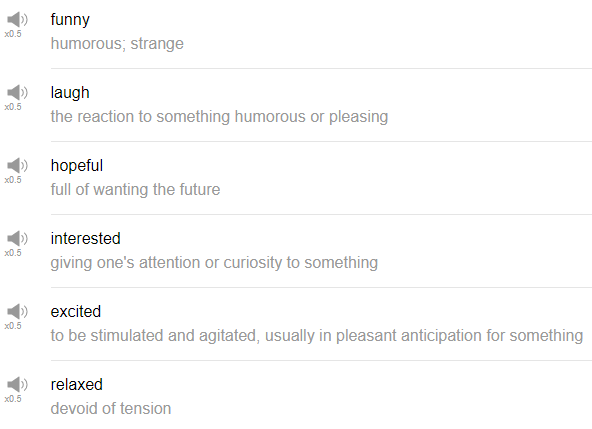 funny
x0.5
humorous; strange
laugh
x0.5
the reaction to something humorous or pleasing
hopeful
x0.5
full of wanting the future
interested
x0.5
giving one's attention or curiosity to something
excited
x0.5
to be stimulated and agitated, usually in pleasant anticipation for something
relaxed
x0.5
devoid of tension